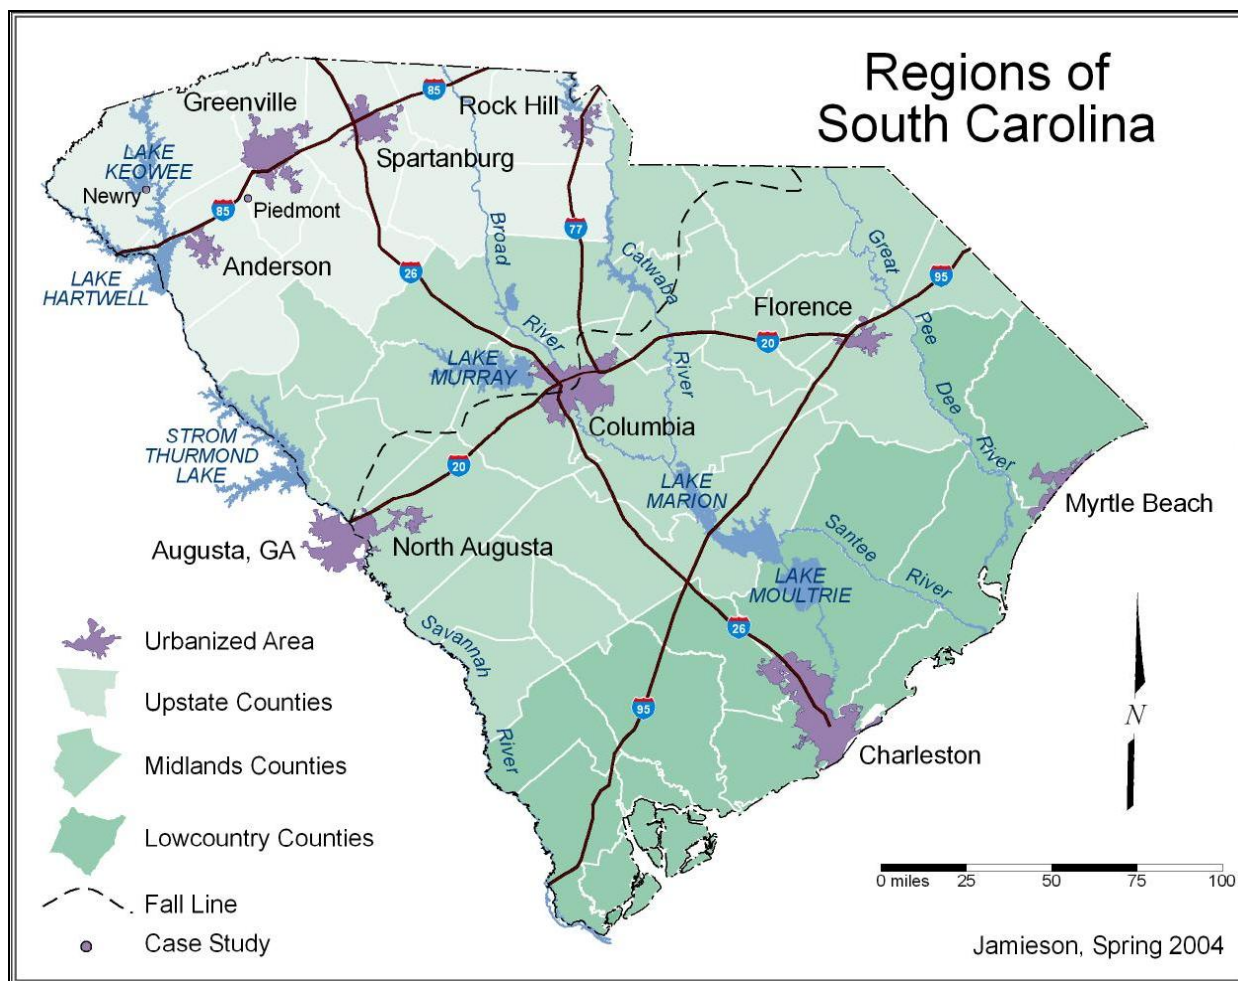 Regions of
South Carolina
Greenville
85
Rock Hill
Spartanburg
LAKE
KEOWEE
Newry
Piedmont
85
Anderson
LAKE
HARTWELL
26
Broad
River
77
Catwaba
River
Great
Pee
Dee
River
95
Florence
20
LAKE
MURRAY
Columbia
STROM
THURMOND
LAKE
20
LAKE
MARION
Myrtle Beach
Augusta, GA
North Augusta
Santee
River
LAKE
MOULTRIE
26
Savannah
River
95
Charleston
Urbanized Area
Upstate Counties
Midlands Counties
Lowcountry Counties
Fall Line
Case Study
N
0 miles 25 50 75 100
Jamieson, Spring 2004